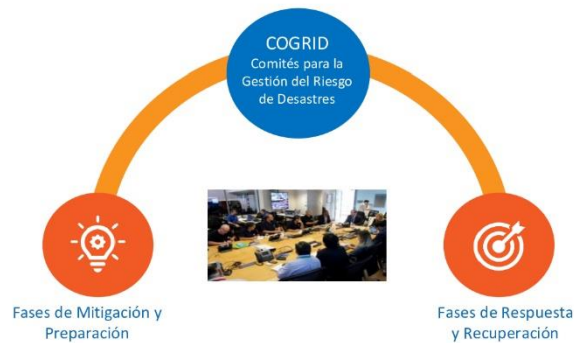 COGRID
Comités para la
Gestión del Riesgo
de Desastres
Fases de Mitigación y
Preparación
Fases de Respuesta
y Recuperación